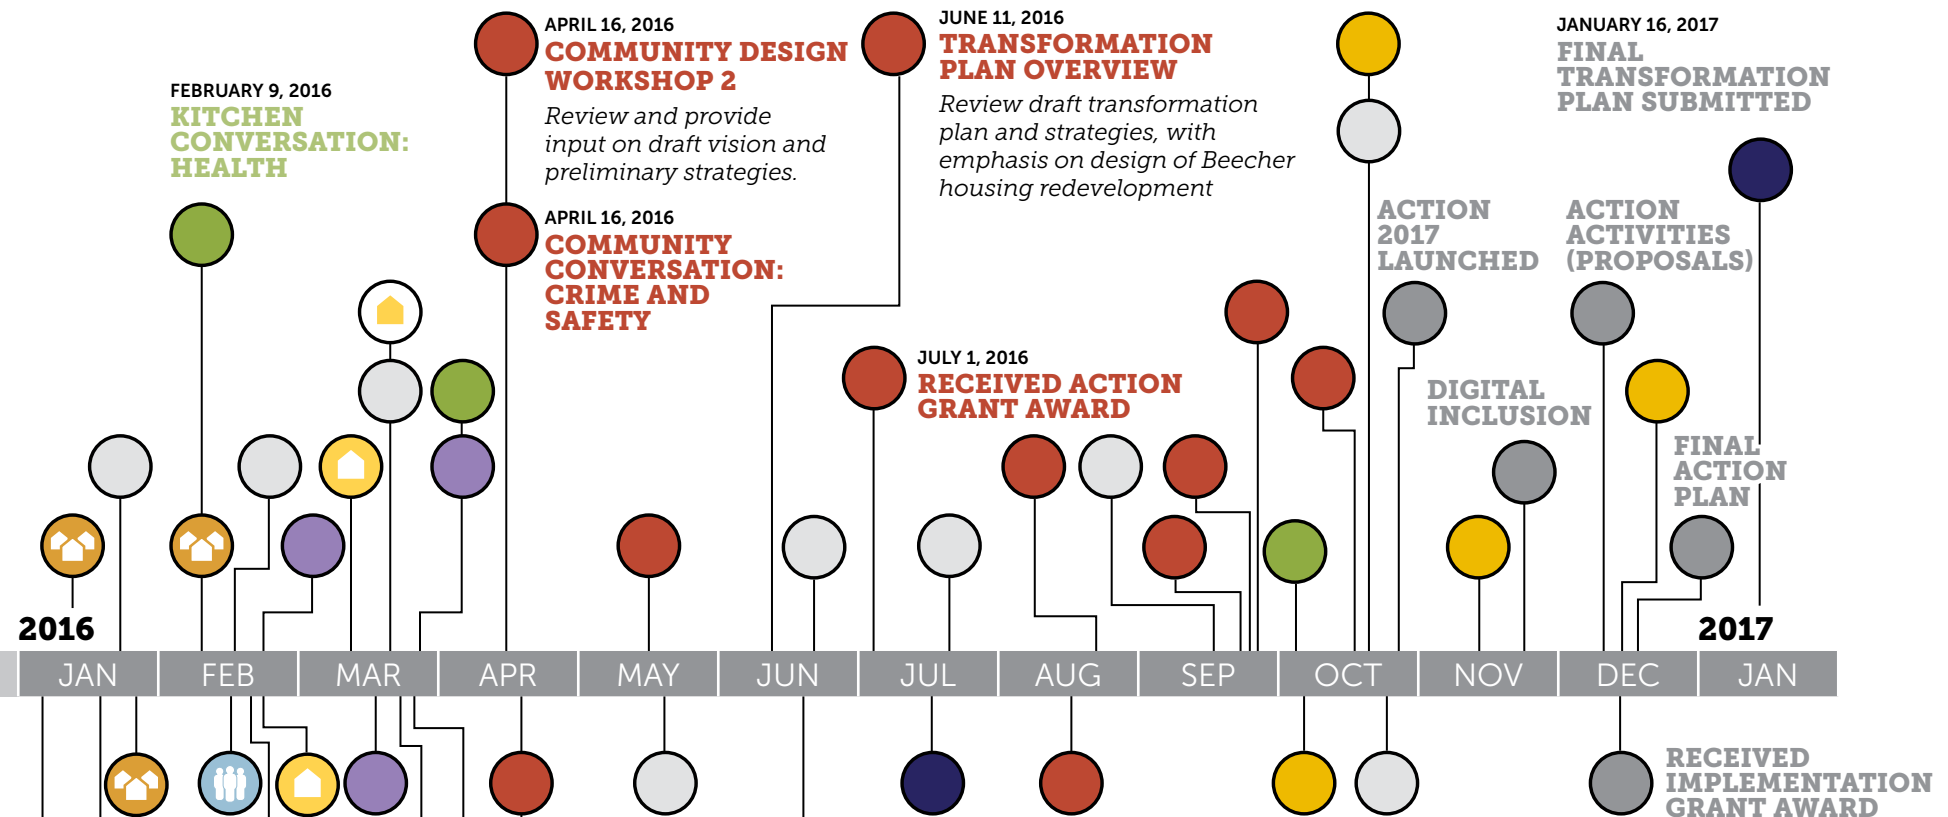 FEBRUARY 9, 2016
KITCHEN
CONVERSATION:
HEALTH
APRIL 16, 2016
COMMUNITY DESIGN
WORKSHOP 2
Review and provide
input on draft vision and
preliminary strategies.
APRIL 16, 2016
COMMUNITY
CONVERSATION:
CRIME AND
SAFETY
JUNE 11, 2016
TRANSFORMATION
PLAN OVERVIEW
Review draft transformation
plan and strategies, with
emphasis on design of Beecher
housing redevelopment
JULY 1, 2016
RECEIVED ACTION
GRANT AWARD
ACTION
2017
LAUNCHED
DIGITAL
INCLUSION
JANUARY 16, 2017
FINAL
TRANSFORMATION
PLAN SUBMITTED
ACTION
ACTIVITIES
(PROPOSALS)
FINAL
ACTION
PLAN
2016
2017
JAN
FEB
MAR
APR
MAY
JUN
JUL
AUG
SEP
OCT
NOV
DEC
JAN
RECEIVED
IMPLEMENTATION
GRANT AWARD